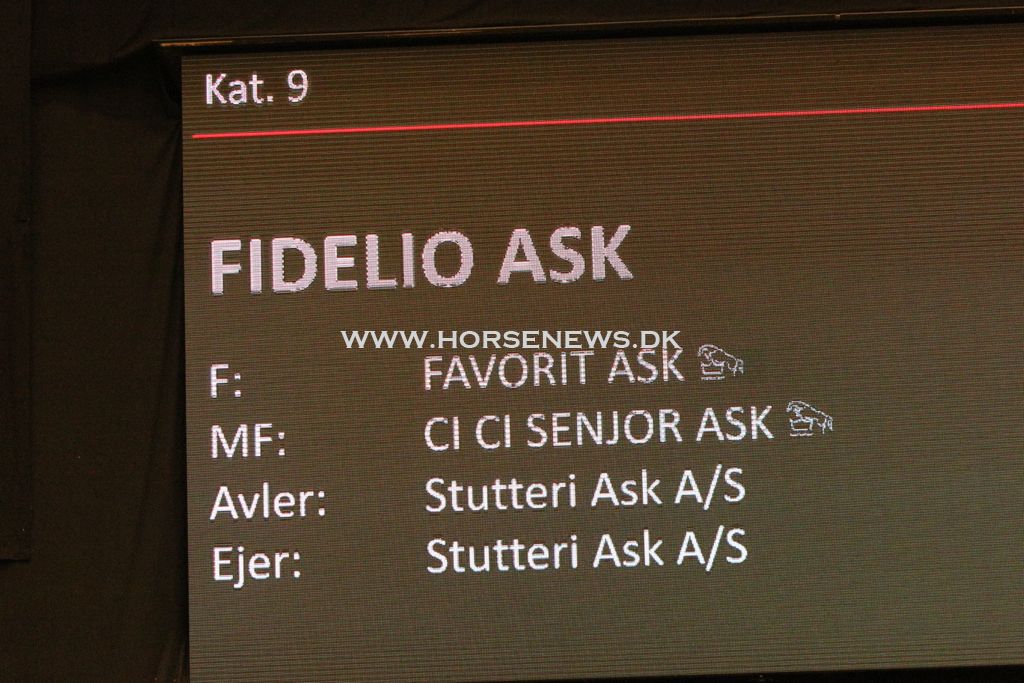 Kat. 9
FIDELIO ASK
WWW.HORSENEWS.DK
F: FAVORIT ASK
MF: CI CI SENJOR ASK
Avler: Stutteri Ask A/S
Ejer: Stutteri Ask A/S